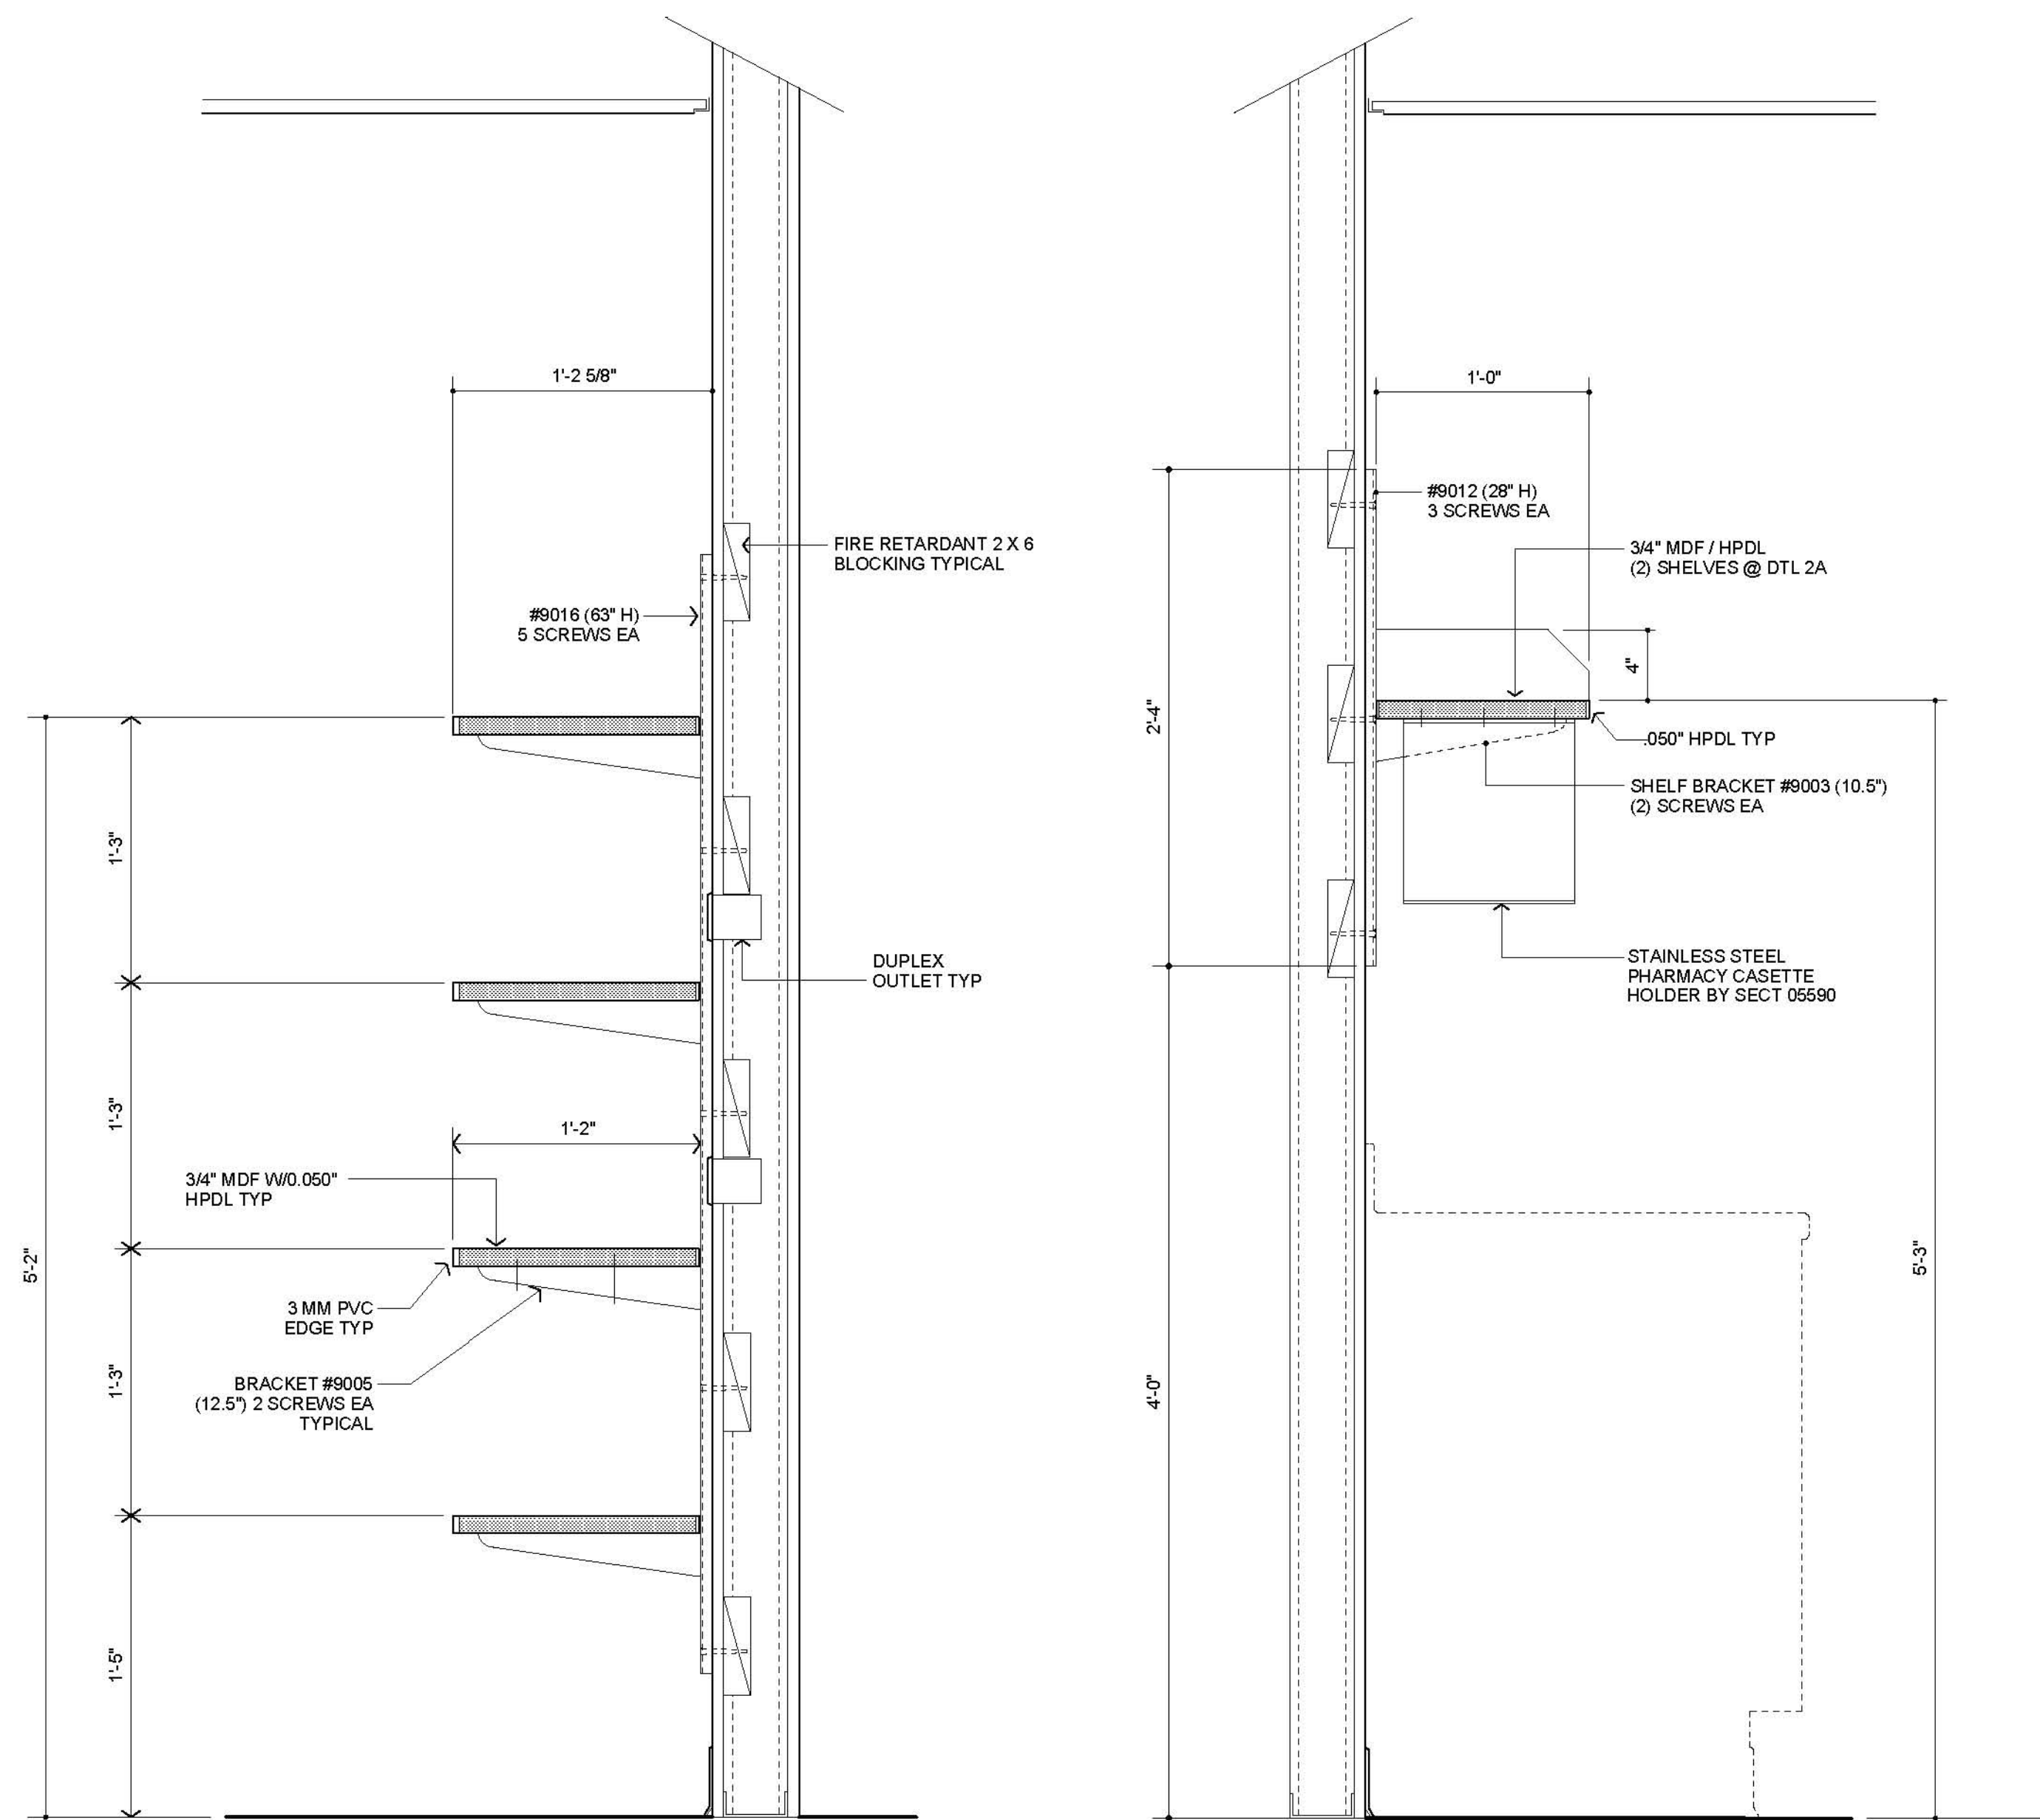 1'-2 5/8"
1'-0"
#9012 (28" H)
3 SCREWS EA
FIRE RETARDANT 2 X 6
BLOCKING TYPICAL
3/4" MDF / HPDL
(2) SHELVES @ DTL 2A
#9016 (63" H)
5 SCREWS EA
4"
2'-4"
.050" HPDL TYP
SHELF BRACKET #9003 (10.5")
(2) SCREWS EA
1'-3"
DUPLEX
OUTLET TYP
STAINLESS STEEL
PHARMACY CASETTE
HOLDER BY SECT 05590
1'-3"
1'-2"
3/4" MDF W/0.050"
HPDL TYP
5'-2"
5'-3"
3 MM PVC
EDGE TYP
1'-3"
BRACKET #9005
(12.5") 2 SCREWS EA
TYPICAL
4'-0"
1'-5"